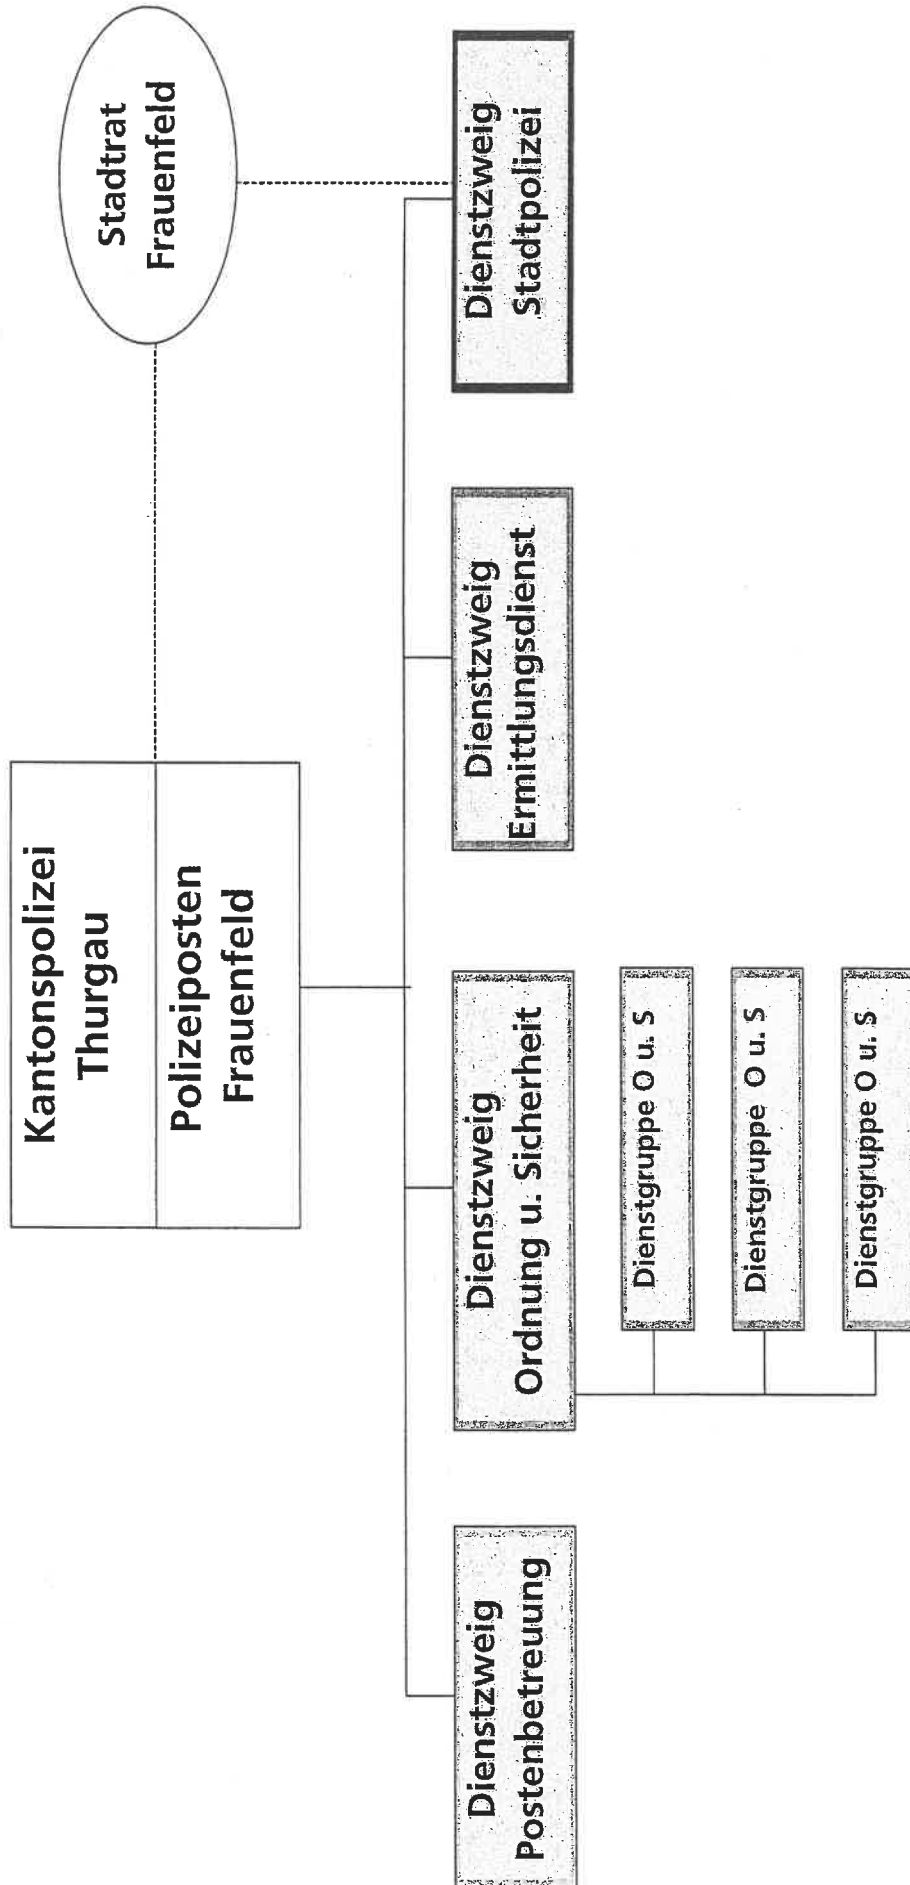 Kantonspolizei
Thurgau
Polizeiposten
Frauenfeld
Stadtrat
Frauenfeld
Dienstzweig
Postenbetreuung
Dienstzweig
Ordnung u. Sicherheit
Dienstzweig
Ermittlungsdienst
Dienstzweig
Stadtpolizei
Dienstgruppe O u. S
Dienstgruppe O u. S
Dienstgruppe O u. S